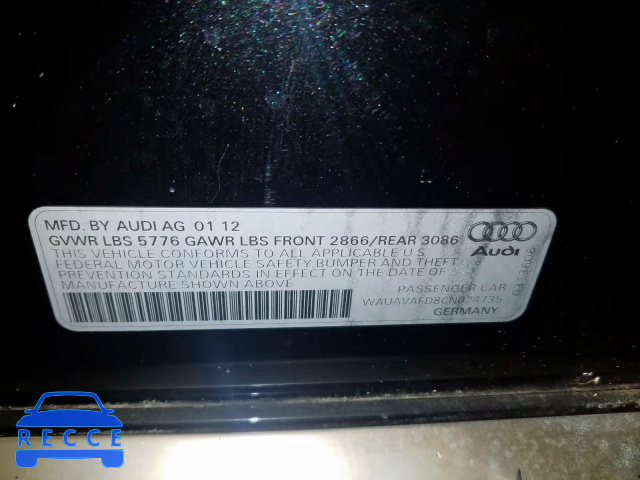 MFD. BY AUDI AG 01 12
GVWR LBS 5776 GAWR LBS FRONT 2866/REAR 3086
THIS VEHICLE CONFORMS TO ALL APPLICABLE U.S.
FEDERAL MOTOR VEHICLE SAFETY BUMPER AND THEFT
PREVENTION STANDARDS IN EFFECT ON THE DATE OF
MANUFACTURE SHOWN ABOVE
Audi
PASSENGER CAR
WAUAVAFD8CN024735
GERMANY
RECCE